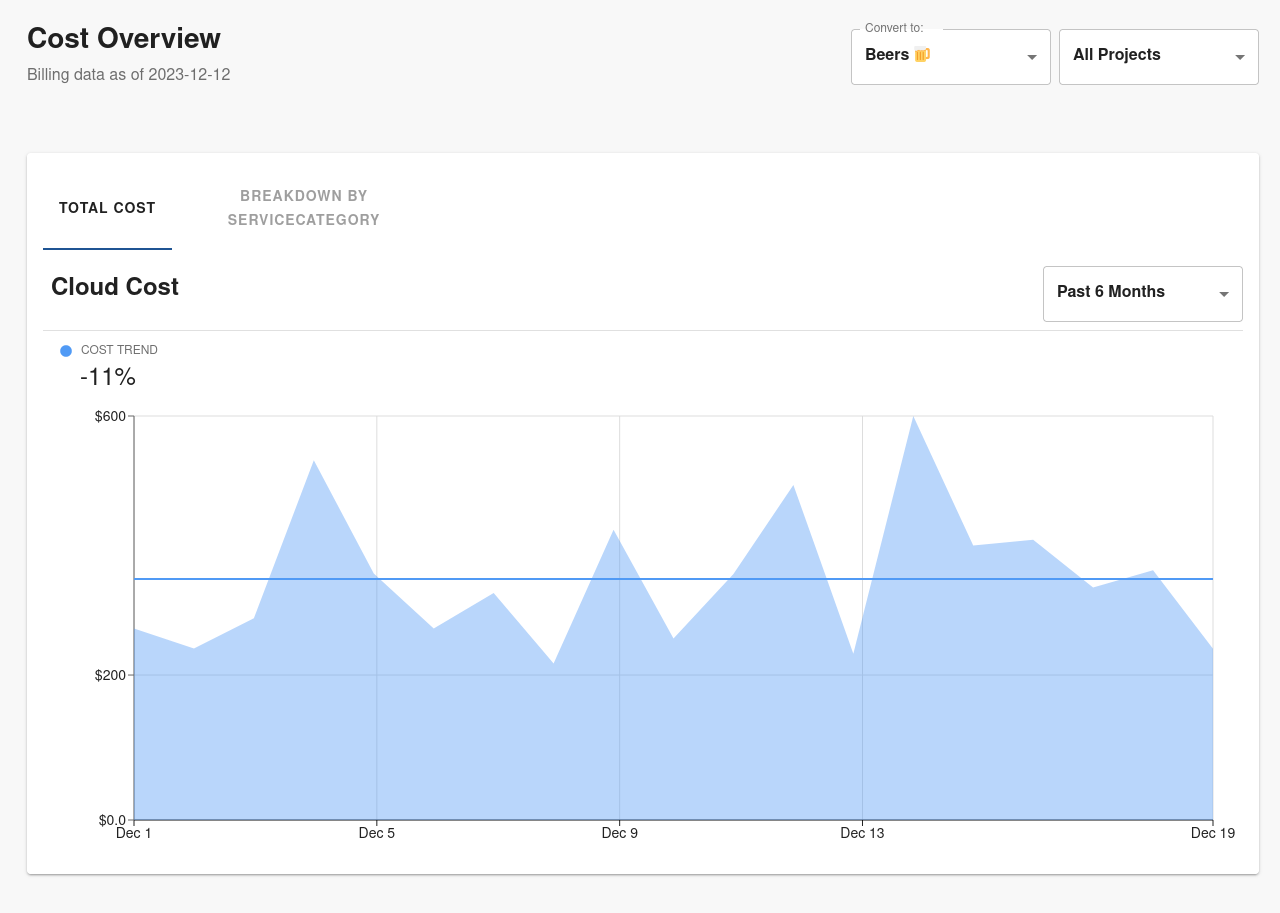 Cost Overview
Billing data as of 2023-12-12
Convert to:
Beers 🍺
All Projects
TOTAL COST
BREAKDOWN BY
SERVICECATEGORY
Cloud Cost
Past 6 Months
COST TREND
-11%
$600
$200
$0.0
Dec 1
Dec 5
Dec 9
Dec 13
Dec 19